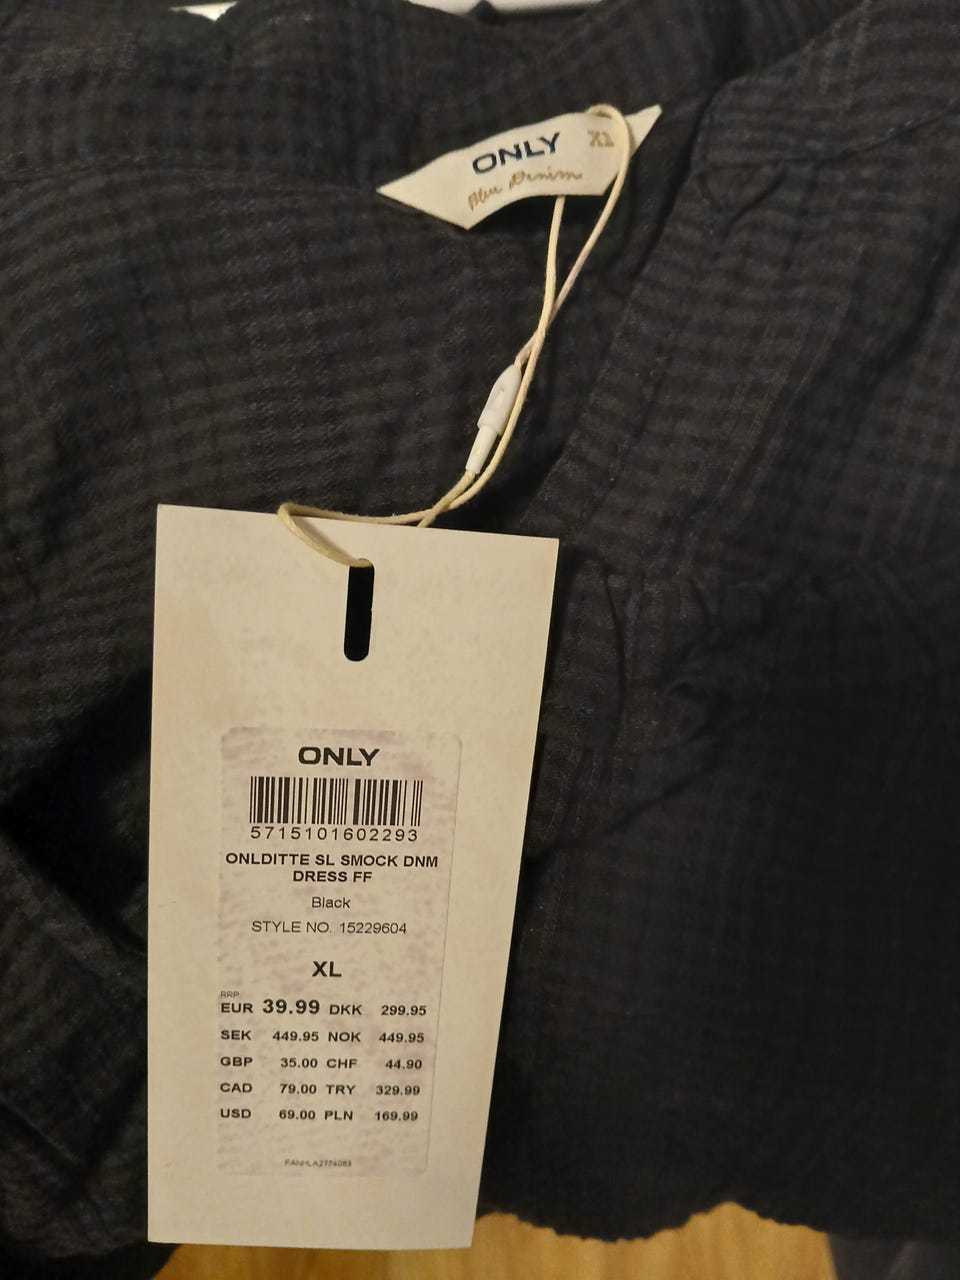 ONLY XL
Blue Denim
ONLY
5715101602293
ONLDITTE SL SMOCK DNM
DRESS FF
Black
STYLE NO. 15229604
XL
RRP
EUR 39.99 DKK 299.95
SEK 449.95 NOK 449.95
GBP 35.00 CHF 44.90
CAD 79.00 TRY 329.99
USD 69.00 PLN 169.99